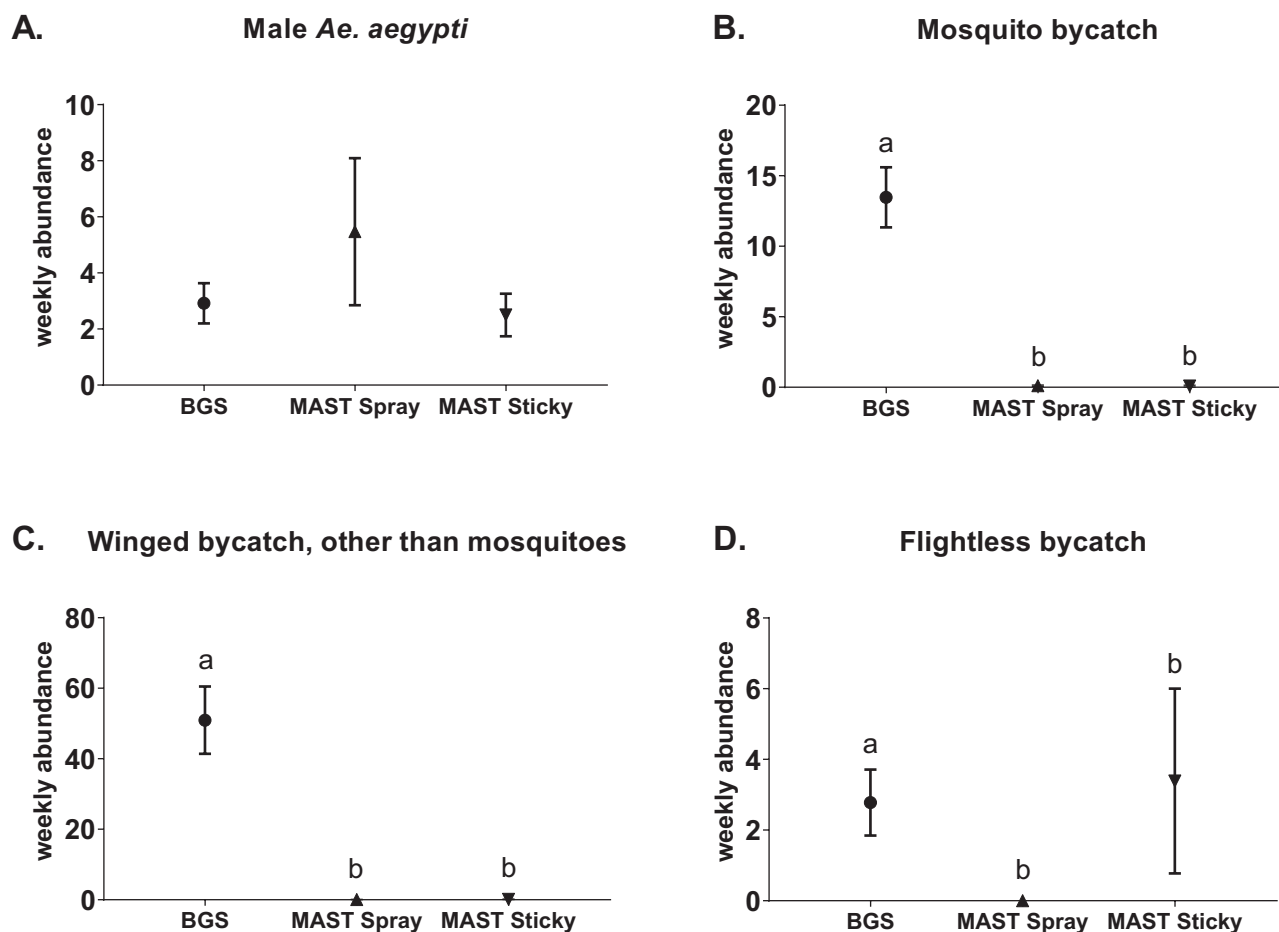 A. Male Ae. aegypti
weekly abundance
10
8
6
4
2
0
BGS MAST Spray MAST Sticky
B. Mosquito bycatch
weekly abundance
20
15
10
5
0
a
b b
BGS MAST Spray MAST Sticky
C. Winged bycatch, other than mosquitoes
weekly abundance
80
60
40
20
0
a
b b
BGS MAST Spray MAST Sticky
D. Flightless bycatch
weekly abundance
8
6
4
2
0
a
b
b
BGS MAST Spray MAST Sticky